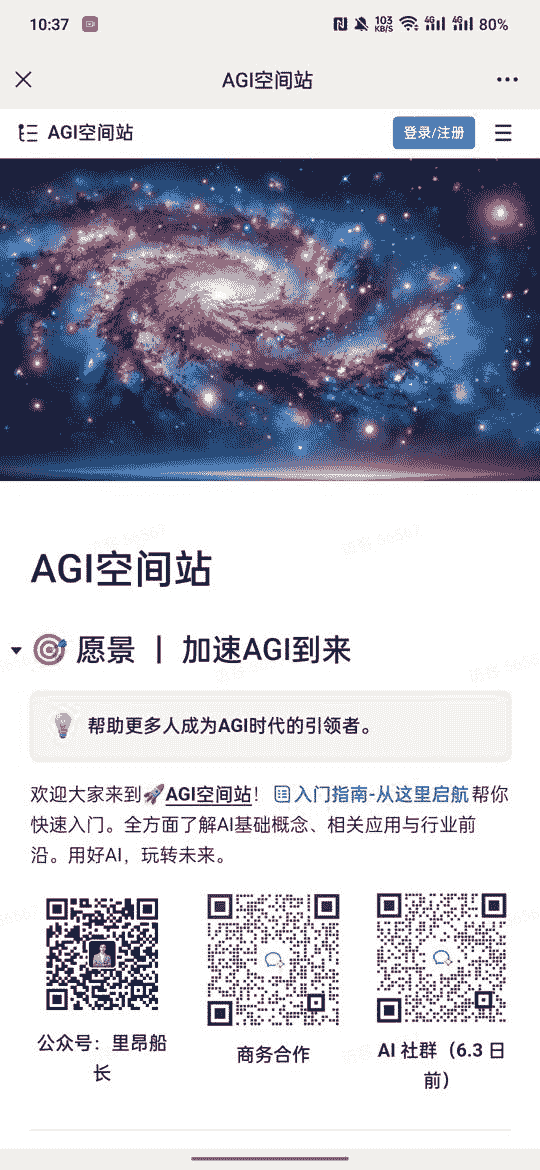 10:37 103 KB/S 4G 4G 80%
AGI空间站
AGI空间站 登录/注册
AGI空间站
愿景 | 加速AGI到来
帮助更多人成为AGI时代的引领者。
欢迎大家来到🚀AGI空间站！ 入门指南-从这里启航 帮你
快速入门。全方面了解AI基础概念、相关应用与行业前
沿。用好AI，玩转未来。
公众号：里昂船
长
商务合作
AI 社群（6.3 日
前）
访客 96567